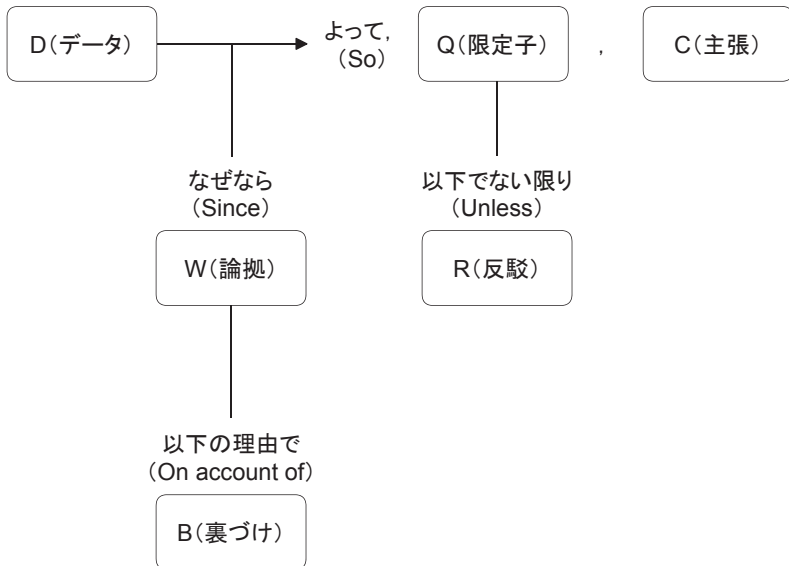 D(データ)
よって,
(So)
Q(限定子)
,
C(主張)
なぜなら
(Since)
以下でない限り
(Unless)
W(論拠)
R(反駁)
以下の理由で
(On account of)
B(裏づけ)